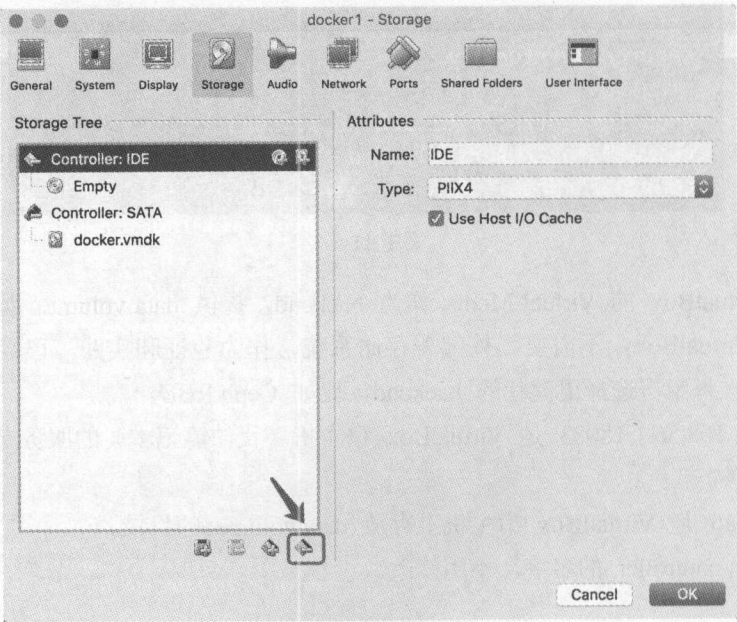 docker1 - Storage
General System Display Storage Audio Network Ports Shared Folders User Interface
Storage Tree
Controller: IDE
Empty
Controller: SATA
docker.vmdk
Attributes
Name: IDE
Type: PIIX4
Use Host I/O Cache
Cancel OK